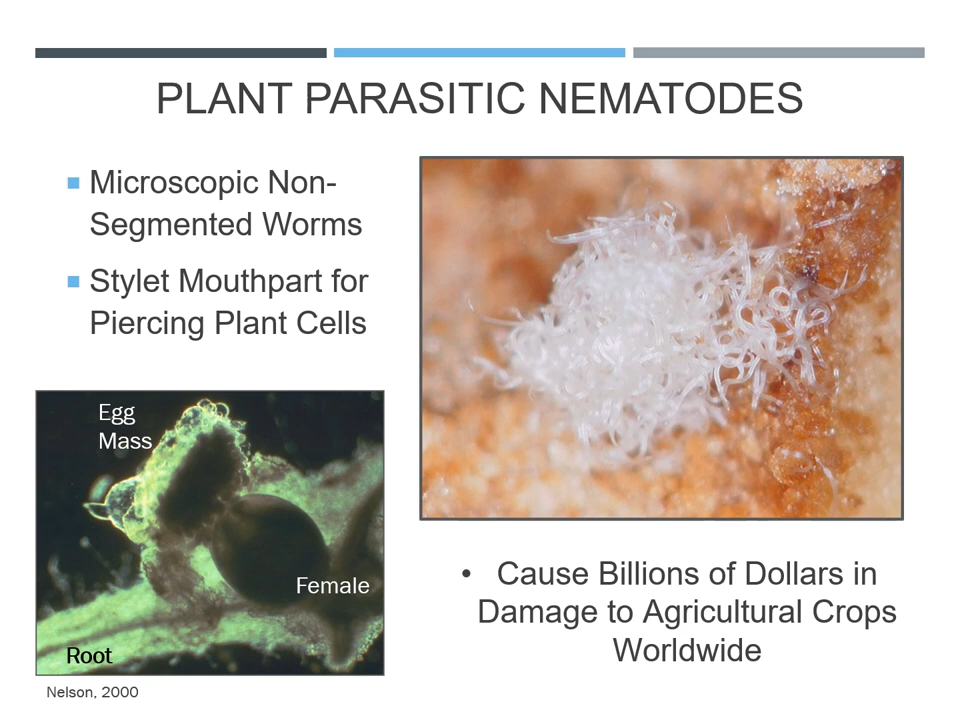 PLANT PARASITIC NEMATODES
▪ Microscopic Non-
Segmented Worms
▪ Stylet Mouthpart for
Piercing Plant Cells
Egg
Mass
Female
Root
Nelson, 2000
• Cause Billions of Dollars in
Damage to Agricultural Crops
Worldwide